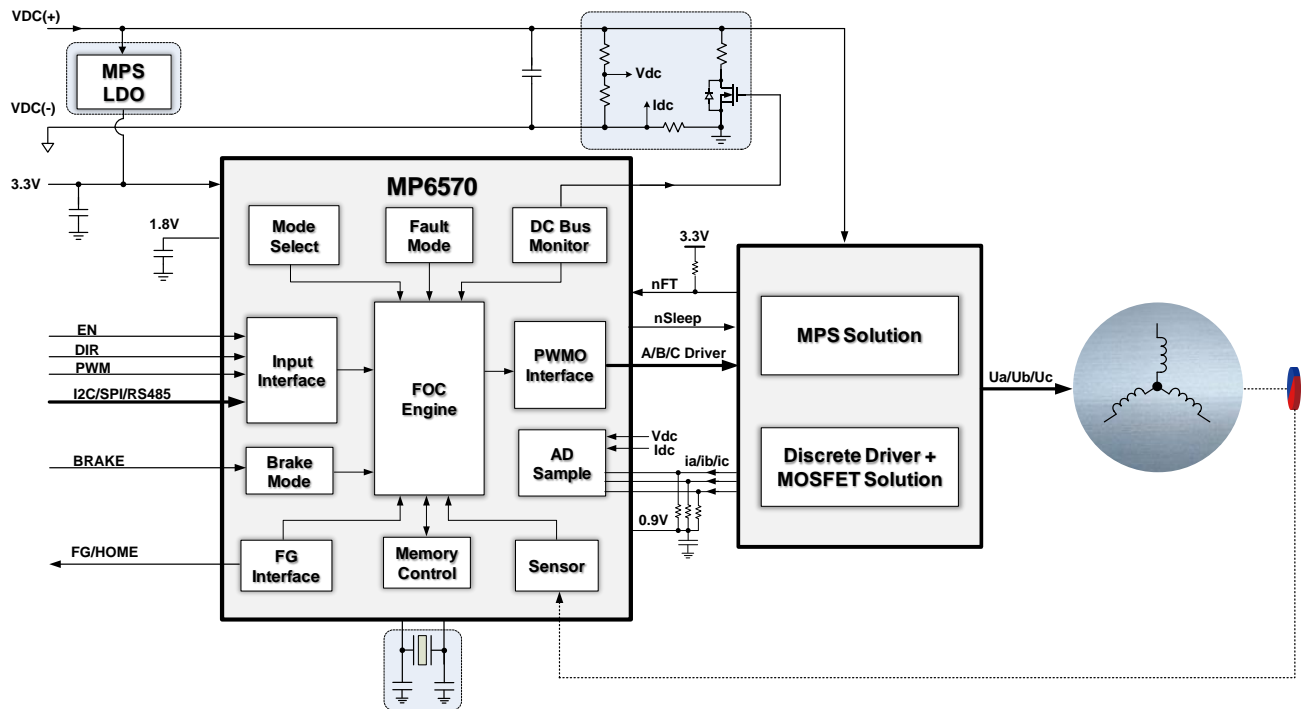 VDC(+)
MPS
LDO
VDC(-)
Vdc
Idc
3.3V
1.8V
MP6570
Mode
Select
Fault
Mode
DC Bus
Monitor
3.3V
nFT
nSleep
A/B/C Driver
EN
DIR
PWM
I2C/SPI/RS485
BRAKE
FG/HOME
Input
Interface
FOC
Engine
PWMO
Interface
Brake
Mode
AD
Sample
Vdc
Idc
ia/ib/ic
0.9V
FG
Interface
Memory
Control
Sensor
MPS Solution
Discrete Driver +
MOSFET Solution
Ua/Ub/Uc